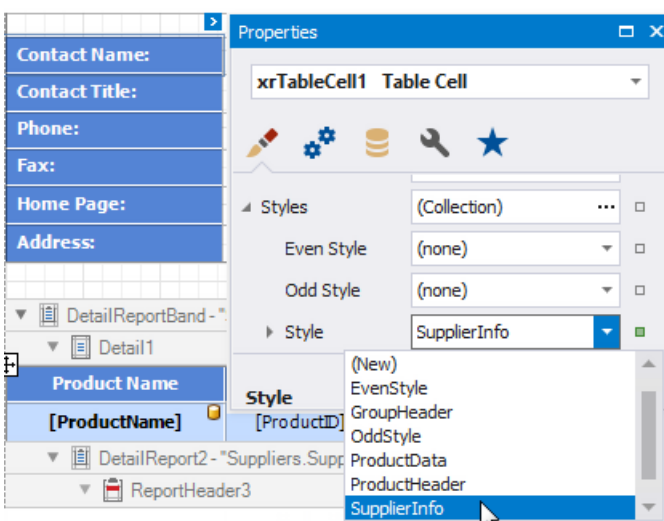 Properties
Contact Name:
xrTableCell1 Table Cell
Contact Title:
Phone:
Fax:
Home Page:
Styles (Collection) ...
Address:
Even Style (none)
Odd Style (none)
DetailReportBand - "
Style SupplierInfo
Detail1
(New)
Product Name
EvenStyle
Style
GroupHeader
[ProductName] [ProductID]
OddStyle
DetailReport2 - "Suppliers.Supp
ProductData
ProductHeader
ReportHeader3
SupplierInfo